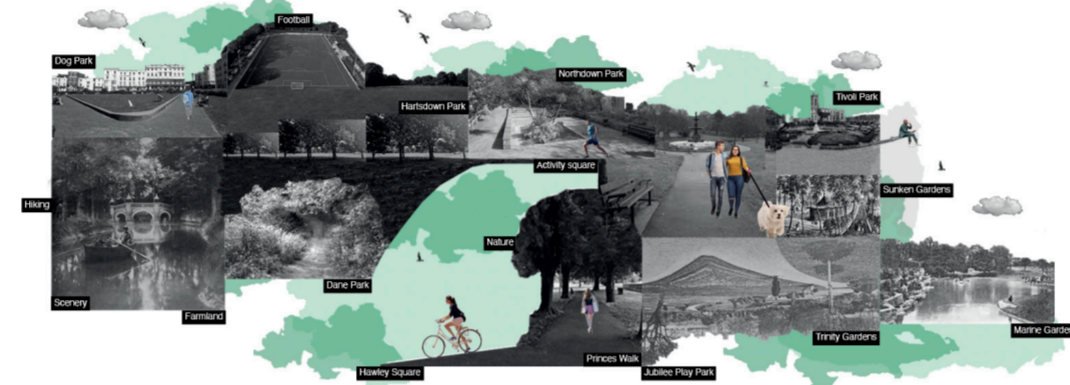 Football
Dog Park
Northdown Park
Tivoli Park
Hartsdown Park
Activity square
Sunken Gardens
Hiking
Nature
Dane Park
Scenery
Farmland
Trinity Gardens
Marine Garde
Princes Walk
Hawley Square
Jubilee Play Park